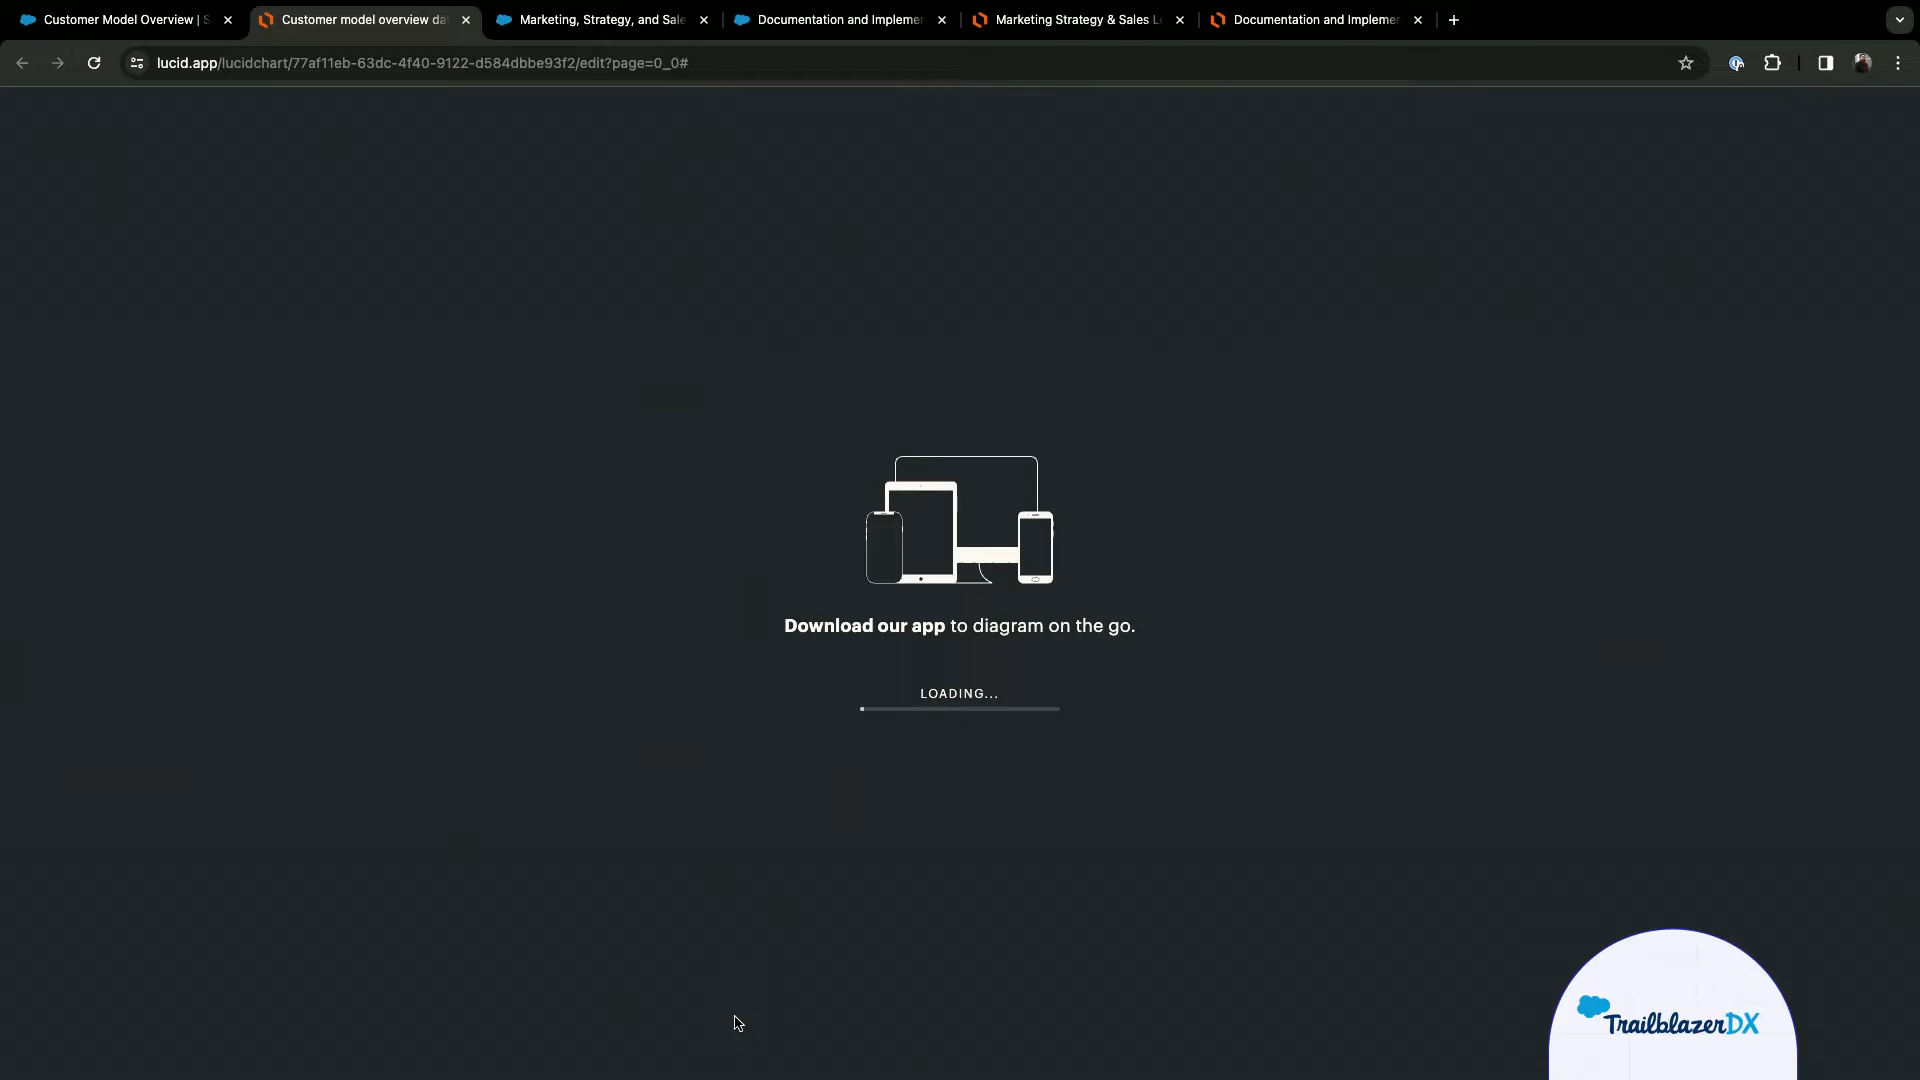 Customer Model Overview | S
Customer model overview da
Marketing, Strategy, and Sale
Documentation and Implemen
Marketing Strategy & Sales L
Documentation and Implemen
lucid.app/lucidchart/77af11eb-63dc-4f40-9122-d584dbbe93f2/edit?page=0_0#
Download our app to diagram on the go.
LOADING...
TrailblazerDX